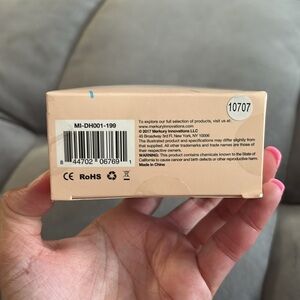 10707
MI-DH001-199
8 44702 06769 1
CE RoHS
To explore our full selection of products, visit us at
www.markuryinnovations.com
© 2017 Markury Innovations LLC
45 Broadway 3rd Fl. New York, NY 10006
The illustrated product and specifications may differ slightly from
that supplied. All other trademarks and trade names are those of
their respective owners.
WARNING: This product contains chemicals known to the State of
California to cause cancer and birth defects or other reproductive harm.
Made in China